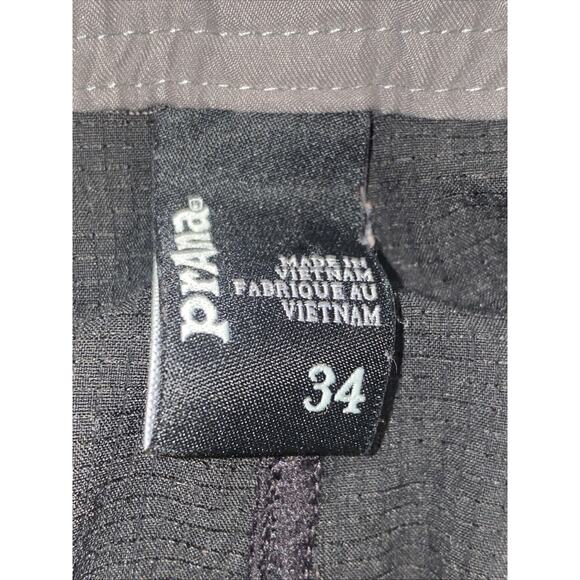 prAna®
MADE IN
VIETNAM
FABRIQUE AU
VIETNAM
34